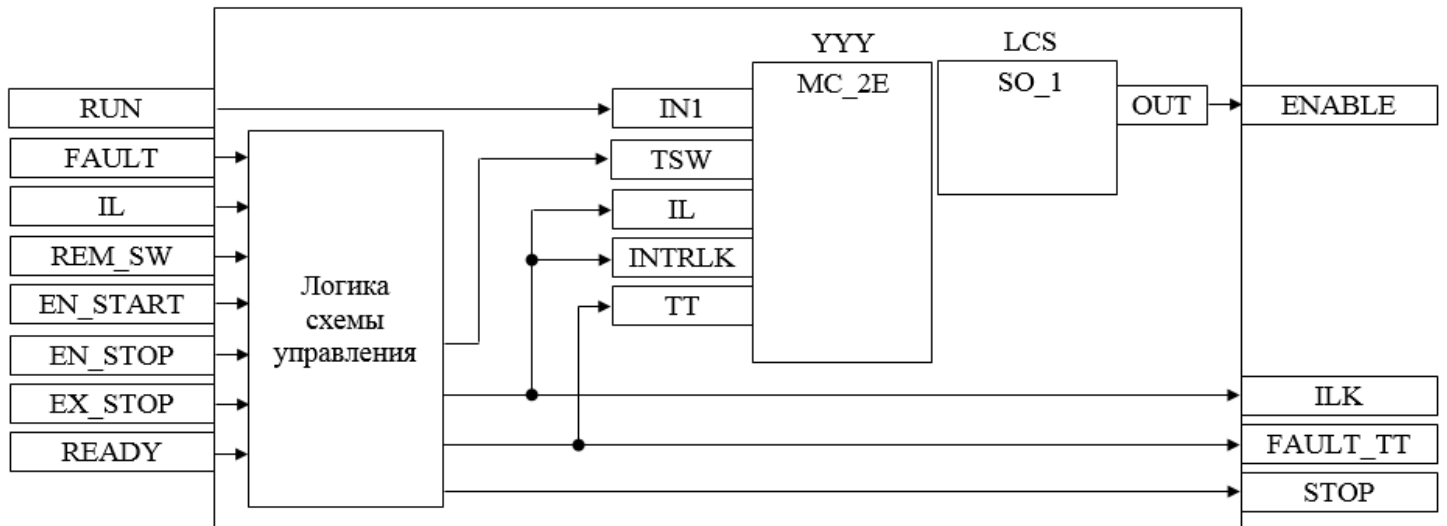 YYY
LCS
MC_2E
SO_1
RUN
IN1
OUT
ENABLE
FAULT
TSW
IL
IL
REM_SW
INTRLK
EN_START
TT
Логика
схемы
управления
EN_STOP
EX_STOP
ILK
READY
FAULT_TT
STOP